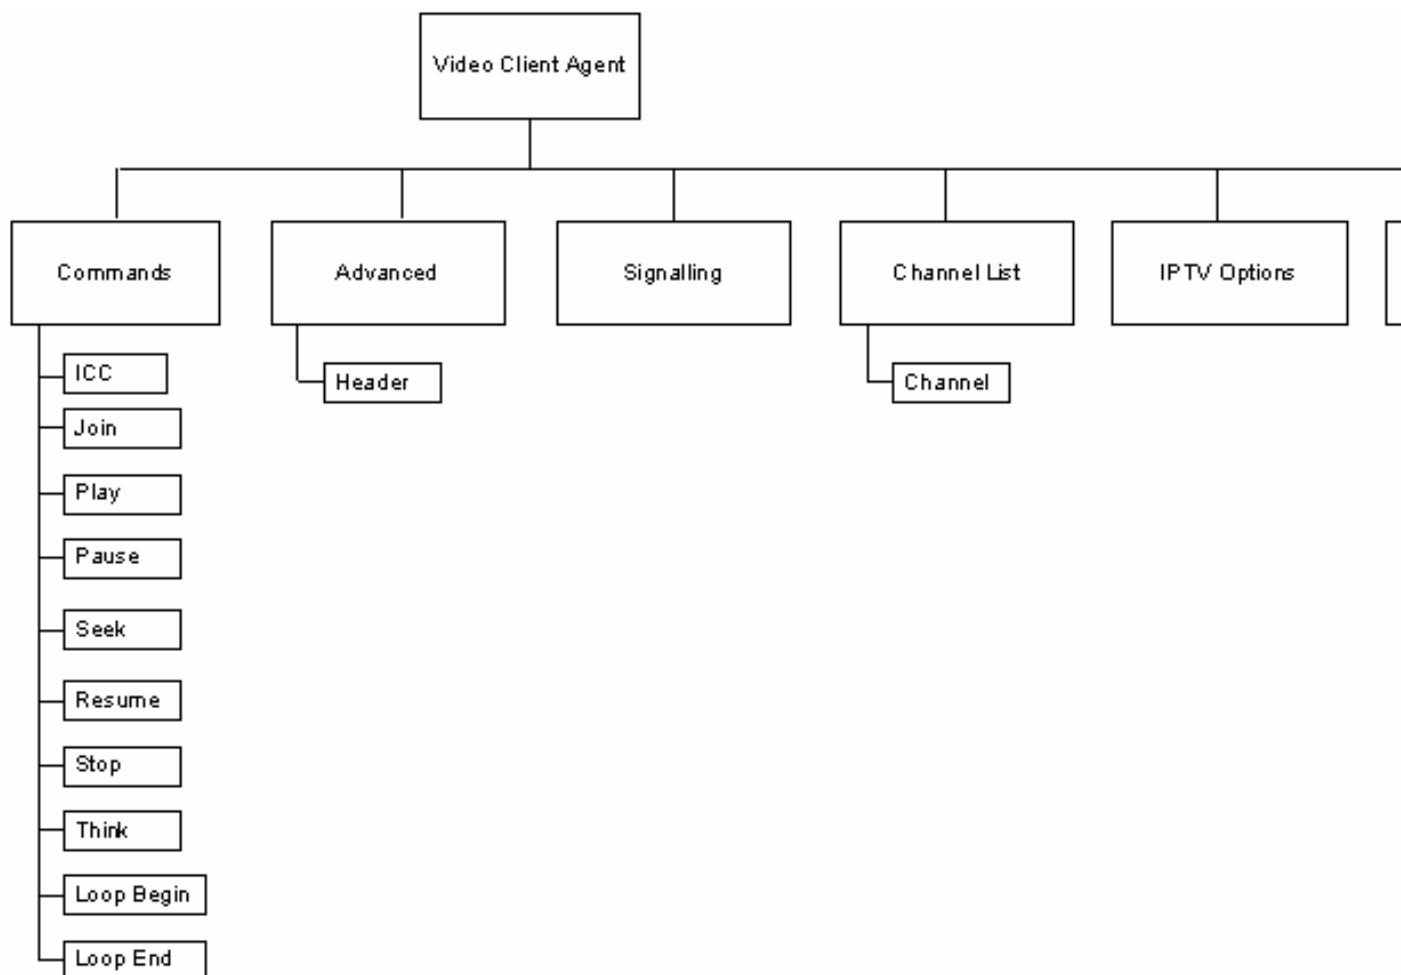 Video Client Agent
Commands
Advanced
Signalling
Channel List
IPTV Options
ICC
Join
Play
Pause
Seek
Resume
Stop
Think
Loop Begin
Loop End
Header
Channel